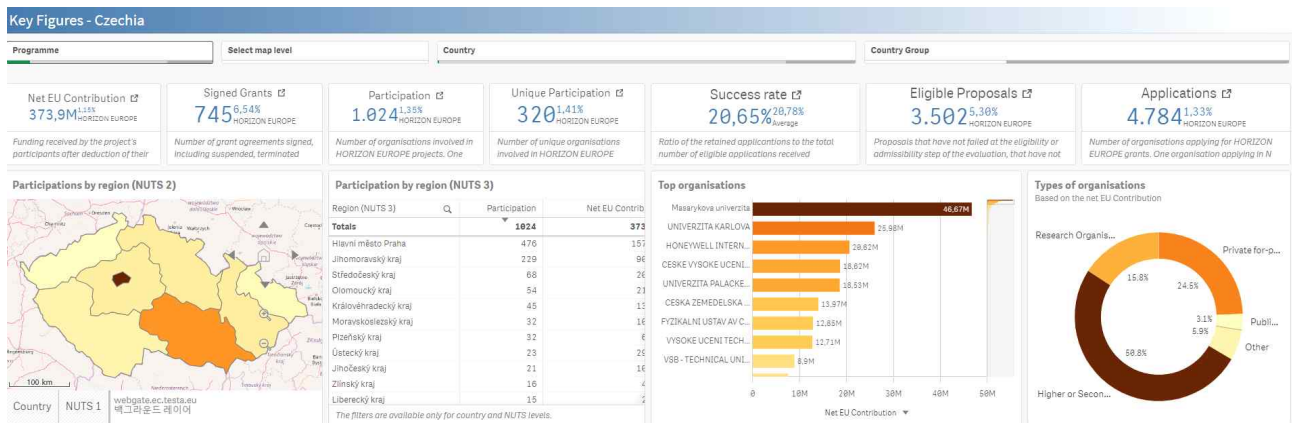 Key Figures - Czechia
Programme
Select map level
Country
Country Group
Net EU Contribution
373,9M 1,15% HORIZON EUROPE
Funding received by the project's
participants after deduction of their
Signed Grants
745 6,54% HORIZON EUROPE
Number of grant agreements signed,
including suspended, terminated
Participation
1.024 1,35% HORIZON EUROPE
Number of organisations involved in
HORIZON EUROPE projects. One
Unique Participation
320 1,41% HORIZON EUROPE
Number of unique organisations
involved in HORIZON EUROPE
Success rate
20,65% 20,78% Average
Ratio of the retained applicantions to the total
number of eligible applications received
Eligible Proposals
3.502 5,30% HORIZON EUROPE
Proposals that have not failed at the eligibility or
admissibility step of the evaluation, that have not
Applications
4.784 1,33% HORIZON EUROPE
Number of organisations applying for HORIZON
EUROPE grants. One organisation applying in N
Participations by region (NUTS 2)
100 km
Country
NUTS 1
webgate.ec.testa.eu
백그라운드 레이어
Participation by region (NUTS 3)
Region (NUTS 3) Participation Net EU Contrib
Totals 1024 373
Hlavní město Praha 476 157
Jihomoravský kraj 229
Středočeský kraj 68
Olomoucký kraj 54 21
Královéhradecký kraj 45
Moravskoslezský kraj 32
Plzeňský kraj 32
Ústecký kraj 23
Jihočeský kraj 21
Zlínský kraj 16
Liberecký kraj 15
The filters are available only for country and NUTS levels.
Top organisations
Masarykova univerzita 46,67M
UNIVERZITA KARLOVA 25,98M
HONEYWELL INTERN... 20,62M
CESKE VYSOKE UCENI... 18,62M
UNIVERZITA PALACKE... 18,53M
CESKA ZEMEDELSKA ... 13,97M
FYZIKALNI USTAV AV C... 12,85M
VYSOKE UCENI TECH... 12,71M
VSB - TECHNICAL UNI... 8,9M
0 10M 20M 30M 40M 50M
Net EU Contribution
Types of organisations
Based on the net EU Contribution
Research Organis...
Private for-p...
15.8%
24.5%
3.1%
Publi...
5.9%
Other
50.8%
Higher or Secon...